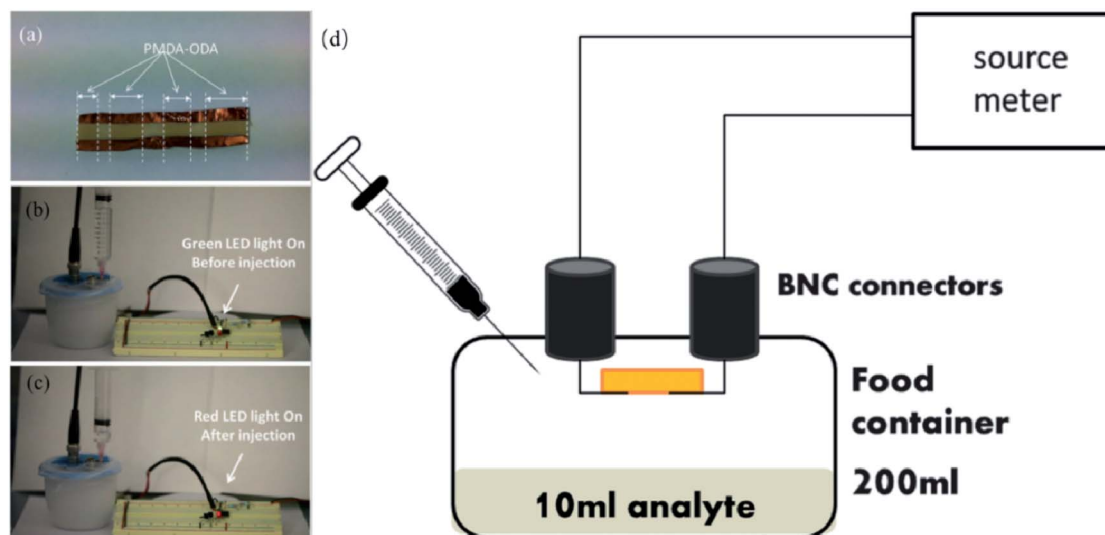 (a)
PMDA-ODA
(b)
Green LED light On
Before injection
(c)
Red LED light On
After injection
(d)
source
meter
BNC connectors
Food
container
200ml
10ml analyte